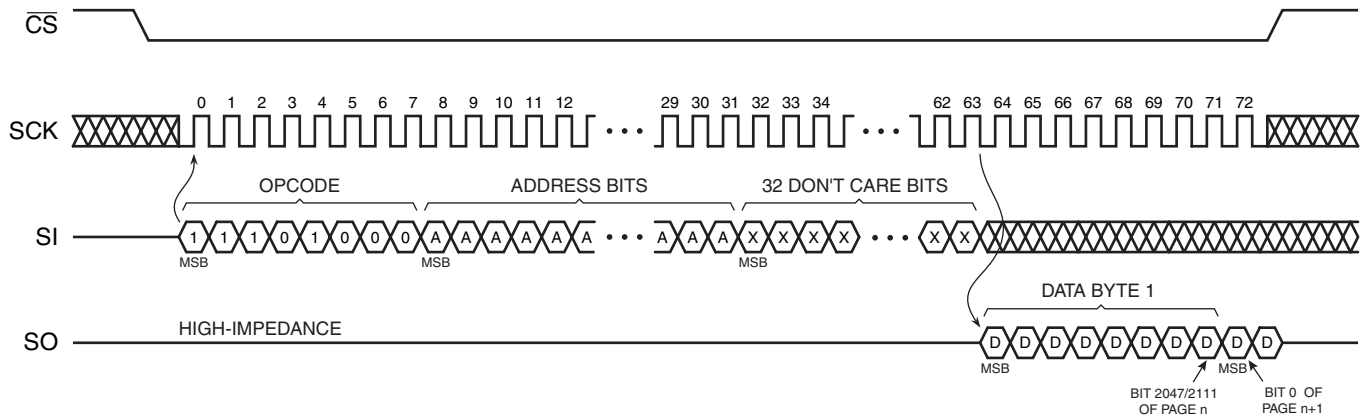 CS
SCK
0 1 2 3 4 5 6 7 8 9 10 11 12 29 30 31 32 33 34 62 63 64 65 66 67 68 69 70 71 72
OPCODE ADDRESS BITS 32 DON'T CARE BITS
SI
1 1 1 0 1 0 0 0 A A A A A A A A A X X X X X X
MSB MSB MSB
DATA BYTE 1
HIGH-IMPEDANCE
SO
D D D D D D D D D D
MSB MSB
BIT 2047/2111
OF PAGE n
BIT 0 OF
PAGE n+1